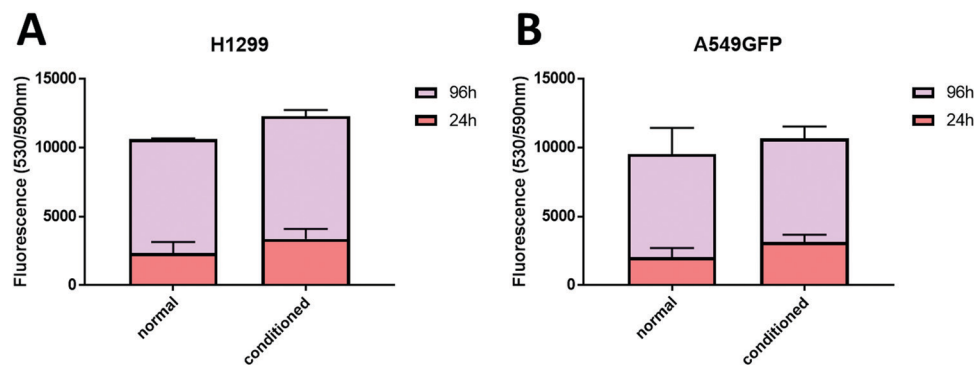 A
H1299
Fluorescence (530/590nm)
15000
10000
5000
0
normal
conditioned
96h
24h
B
A549GFP
Fluorescence (530/590nm)
15000
10000
5000
0
normal
conditioned
96h
24h